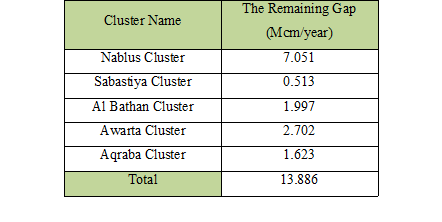 Cluster Name
The Remaining Gap
(Mcm/year)
Nablus Cluster 7.051
Sabastiya Cluster 0.513
Al Bathan Cluster 1.997
Awarta Cluster 2.702
Aqraba Cluster 1.623
Total 13.886